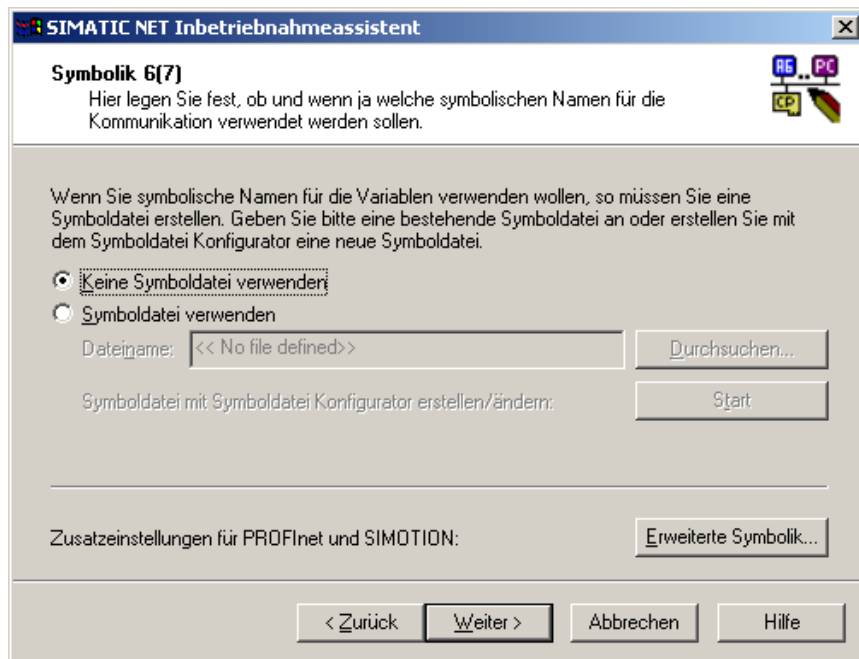 SIMATIC NET Inbetriebnahmeassistent
Symbolik 6(7)
Hier legen Sie fest, ob und wenn ja welche symbolischen Namen für die
Kommunikation verwendet werden sollen.
AG..PC
CP
Wenn Sie symbolische Namen für die Variablen verwenden wollen, so müssen Sie eine
Symboldatei erstellen. Geben Sie bitte eine bestehende Symboldatei an oder erstellen Sie mit
dem Symboldatei Konfigurator eine neue Symboldatei.
Keine Symboldatei verwenden
Symboldatei verwenden
Dateiname: << No file defined>> Durchsuchen...
Symboldatei mit Symboldatei Konfigurator erstellen/ändern: Start
Zusatzeinstellungen für PROFInet und SIMOTION: Erweiterte Symbolik...
< Zurück Weiter > Abbrechen Hilfe